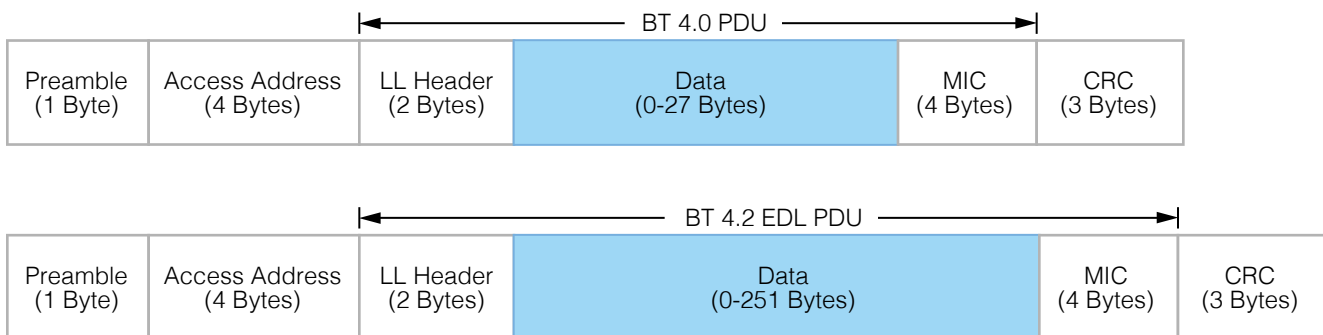 BT 4.0 PDU
Preamble
(1 Byte)
Access Address
(4 Bytes)
LL Header
(2 Bytes)
Data
(0-27 Bytes)
MIC
(4 Bytes)
CRC
(3 Bytes)
BT 4.2 EDL PDU
Preamble
(1 Byte)
Access Address
(4 Bytes)
LL Header
(2 Bytes)
Data
(0-251 Bytes)
MIC
(4 Bytes)
CRC
(3 Bytes)